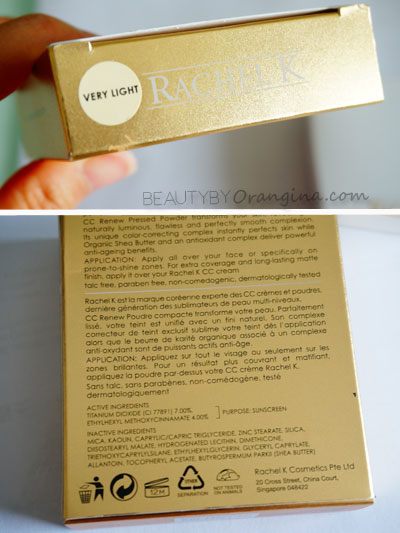 VERY LIGHT
RACHEL K
BEAUTYBYOrangina.com
CC Renew Pressed Powder
naturally luminous, flawless and perfectly smooth complexion.
its unique color-correcting complex instantly perfects skin while
Organic Shea Butter and an antioxidant complex deliver powerful
anti-ageing benefits.
APPLICATION: Apply all over your face or specifically on
prone-to-shine zones. For extra coverage and long-lasting matte
finish, apply it over your Rachel K CC cream
talc free, paraben free, non-comedogenic, dermatologically tested
Rachel K est la marque coréenne experte des CC crèmes et poudres,
dernière génération des sublimateurs de peau multi-niveaux.
CC Renew Poudre compacte transforme votre peau. Parfaitement
lissé, votre teint est unifié avec un fini naturel. Son complexe
correcteur de teint exclusif sublime votre teint dès l'application
alors que le beurre de karité organique associé à un complexe
anti-oxydant sont de puissants actifs anti-âge.
APPLICATION: Appliquez sur tout le visage ou seulement sur les
zones brillantes. Pour un résultat plus couvrant et matifiant,
appliquez la poudre par-dessus votre CC crème Rachel K.
Sans talc, sans parabènes, non-comédogène, testé
dermatologiquement
ACTIVE INGREDIENTS
TITANIUM DIOXIDE (CI 77891) 7.00%
ETHYLHEXYL METHOXYCINNAMATE 4.00%
PURPOSE: SUNSCREEN
INACTIVE INGREDIENTS
MICA, KAOLIN, CAPRYLIC/CAPRIC TRIGLYCERIDE, ZINC STEARATE, SILICA,
DIISOSTEARYL MALATE, HYDROGENATED LECITHIN, DIMETHICONE,
TRIETHOXYCAPRYLYLSILANE, ETHYLHEXYLGLYCERIN, GLYCERYL CAPRYLATE,
ALLANTOIN, TOCOPHERYL ACETATE, BUTYROSPERMUM PARKII (SHEA BUTTER)
12M
SEPARATION
NOT TESTED
ON ANIMALS
Rachel K Cosmetics Pte Ltd
20 Cross Street, China Court,
Singapore 048422